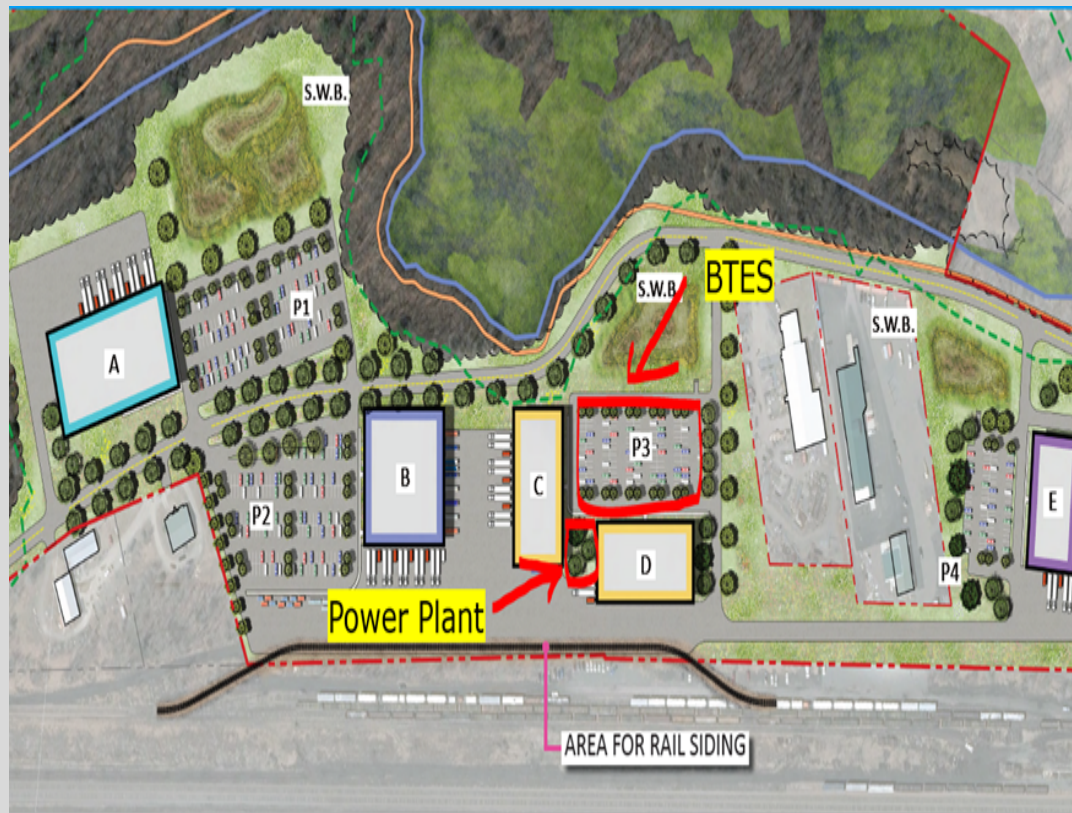 S.W.B.
BTES
S.W.B.
P1
S.W.B.
A
P3
B
C
E
P2
D
P4
Power Plant
AREA FOR RAIL SIDING